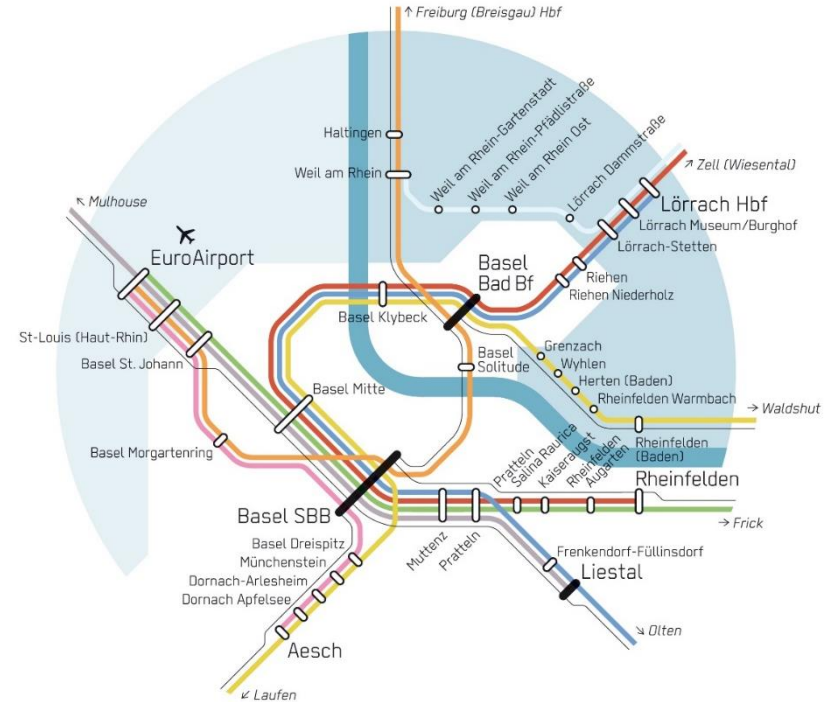 ↑ Freiburg (Breisgau) Hbf
Haltingen
Weil am Rhein
Weil am Rhein-Gartenstadt
Weil am Rhein-Pfädlistraße
Weil am Rhein Ost
Lörrach Dammstraße
↗ Zell (Wiesental)
Lörrach Hbf
Lörrach Museum/Burghof
Lörrach-Stetten
Riehen
Riehen Niederholz
↖ Mulhouse
EuroAirport
St-Louis (Haut-Rhin)
Basel St. Johann
Basel Morgartenring
Basel Mitte
Basel Klybeck
Basel
Bad Bf
Basel
Solitude
Grenzach
Wyhlen
Herten (Baden)
Rheinfelden Warmbach
→ Waldshut
Rheinfelden
(Baden)
Basel SBB
Muttenz
Pratteln
Pratteln
Salina Raurica
Kaiseraugst
Rheinfelden
Augarten
Rheinfelden
→ Frick
Frenkendorf-Füllinsdorf
Liestal
↘ Olten
Basel Dreispitz
Münchenstein
Dornach-Arlesheim
Dornach Apfelsee
Aesch
↙ Laufen